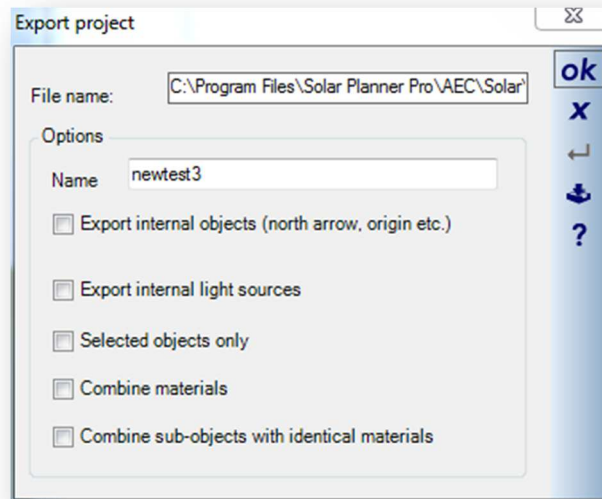 Export project
ok
File name:
C:\Program Files\Solar Planner Pro\AEC\Solar\
x
Options
Name
newtest3
?
Export internal objects (north arrow, origin etc.)
Export internal light sources
Selected objects only
Combine materials
Combine sub-objects with identical materials